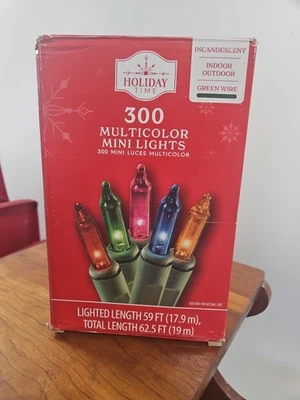 HOLIDAY
TIME
INCANDESCENT
INDOOR
OUTDOOR
GREEN WIRE
300
MULTICOLOR
MINI LIGHTS
300 MINI LUCES MULTICOLOR
LIGHTED LENGTH 59 FT (17.9 m),
TOTAL LENGTH 62.5 FT (19 m)